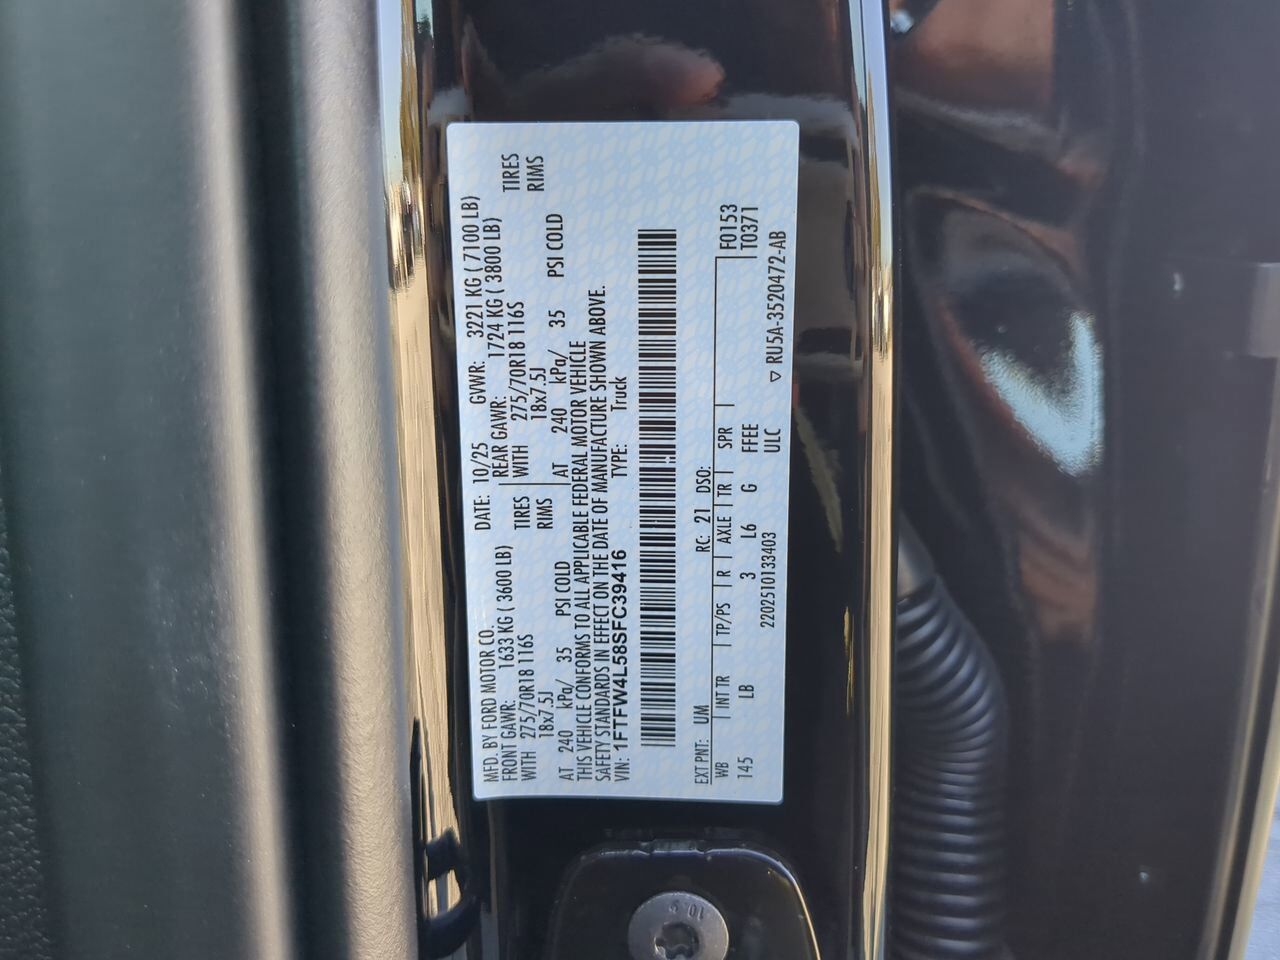 MFD. BY FORD MOTOR CO. DATE: 10/25 GVWR: 3221 KG ( 7100 LB)
FRONT GAWR: 1633 KG ( 3600 LB) REAR GAWR: 1724 KG ( 3800 LB)
WITH 275/70R18 116S TIRES WITH 275/70R18 116S TIRES
18x7.5J RIMS 18x7.5J RIMS
AT 240 kPa/ 35 PSI COLD AT 240 kPa/ 35 PSI COLD
THIS VEHICLE CONFORMS TO ALL APPLICABLE FEDERAL MOTOR VEHICLE
SAFETY STANDARDS IN EFFECT ON THE DATE OF MANUFACTURE SHOWN ABOVE.
VIN: 1FTFW4L58SFC39416 TYPE: Truck
EXT PNT: UM RC: 21 DSO:
WB INT TR TP/PS R AXLE TR SPR F0153
145 LB 3 L6 G FFEE T0371
ULC
220251013403 ▽ RU5A-3520472-AB
10.9